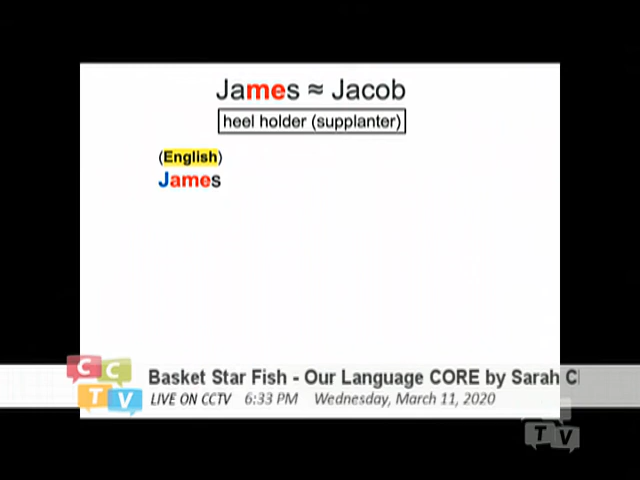 James ≈ Jacob
heel holder (supplanter)
(English)
James
CC
TV
Basket Star Fish - Our Language CORE by Sarah
LIVE ON CCTV 6:33 PM Wednesday, March 11, 2020
TV